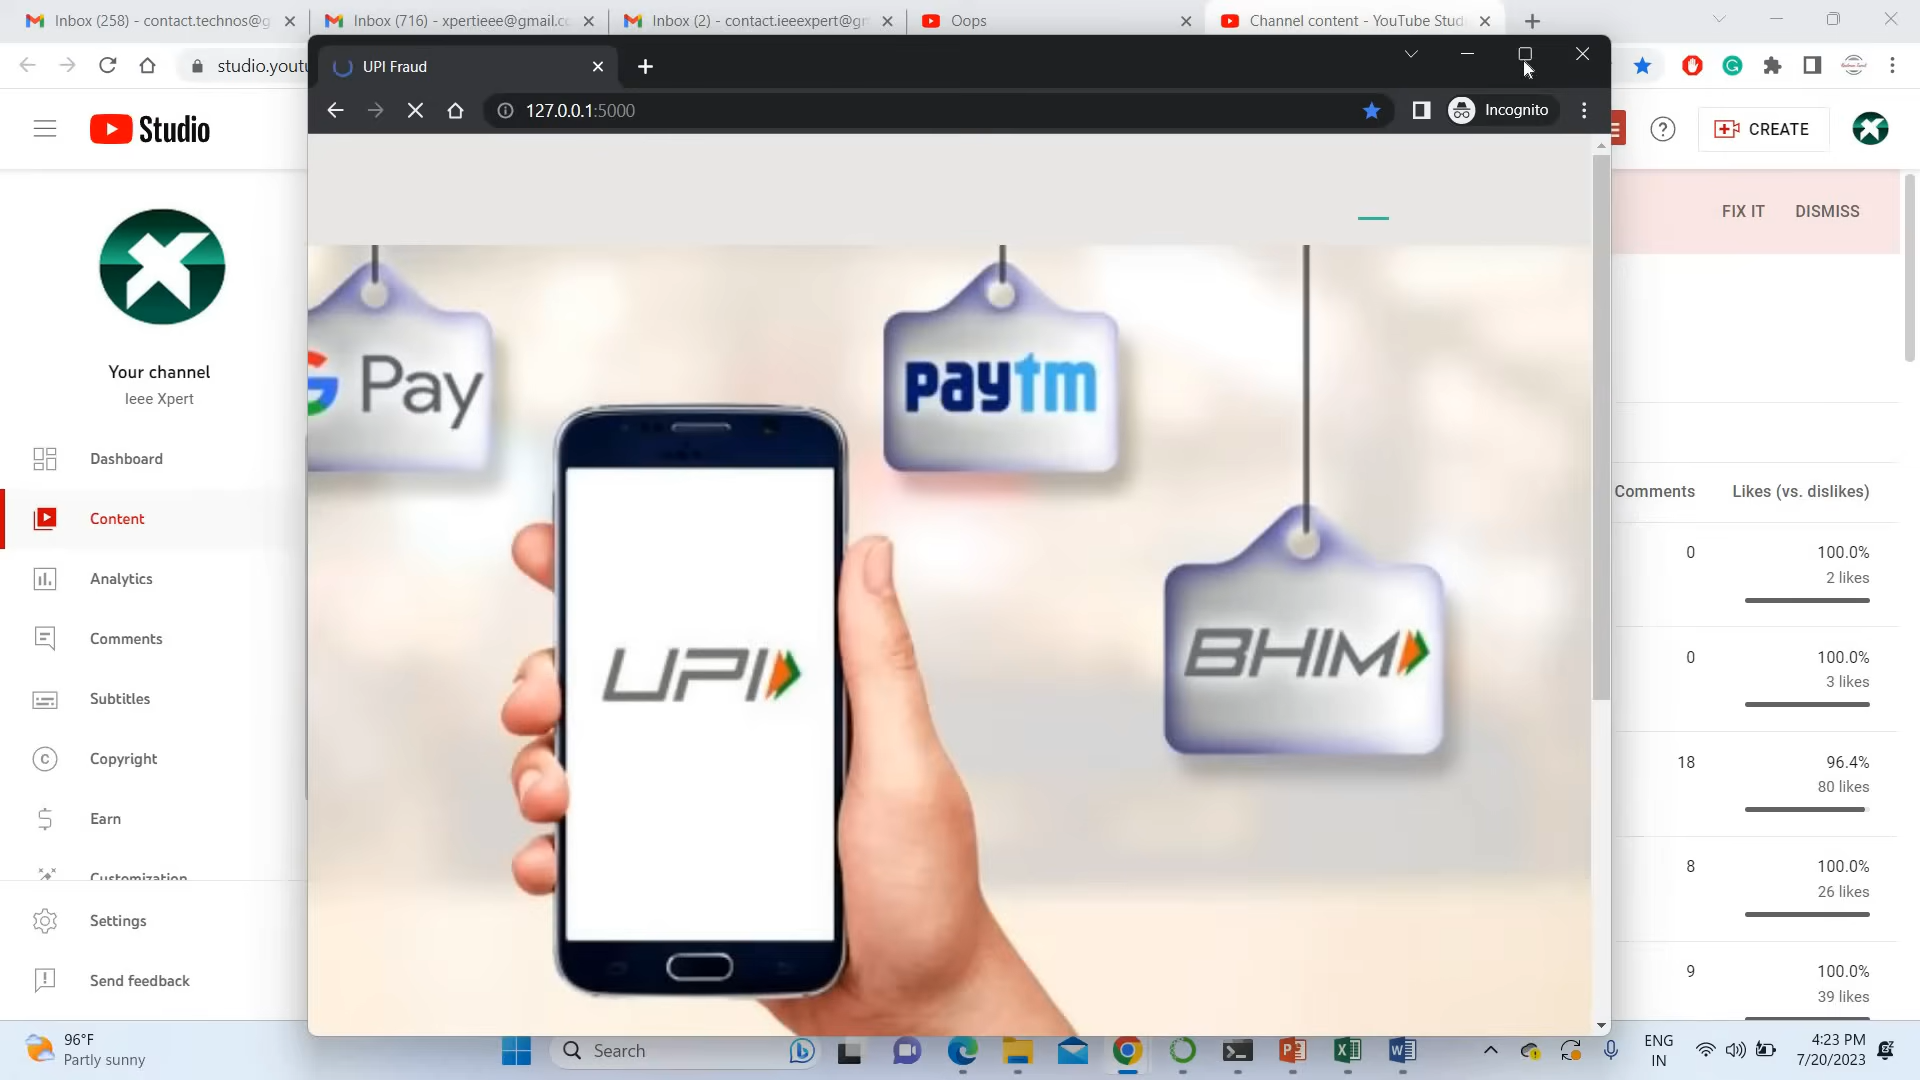 Inbox (258) - contact.technos@g
Inbox (716) - xpertieee@gmail.c
Inbox (2) - contact.ieeexpert@gm
Oops
Channel content - YouTube Stud
studio.yout
UPI Fraud
127.0.0.1:5000
Incognito
Studio
CREATE
FIX IT
DISMISS
Your channel
Ieee Xpert
Dashboard
Content
Analytics
Comments
Subtitles
Copyright
Earn
Customization
Settings
Send feedback
G Pay
paytm
UPI
BHIM
Comments
Likes (vs. dislikes)
0
100.0%
2 likes
0
100.0%
3 likes
18
96.4%
80 likes
8
100.0%
26 likes
9
100.0%
39 likes
96°F
Partly sunny
Search
ENG
IN
4:23 PM
7/20/2023